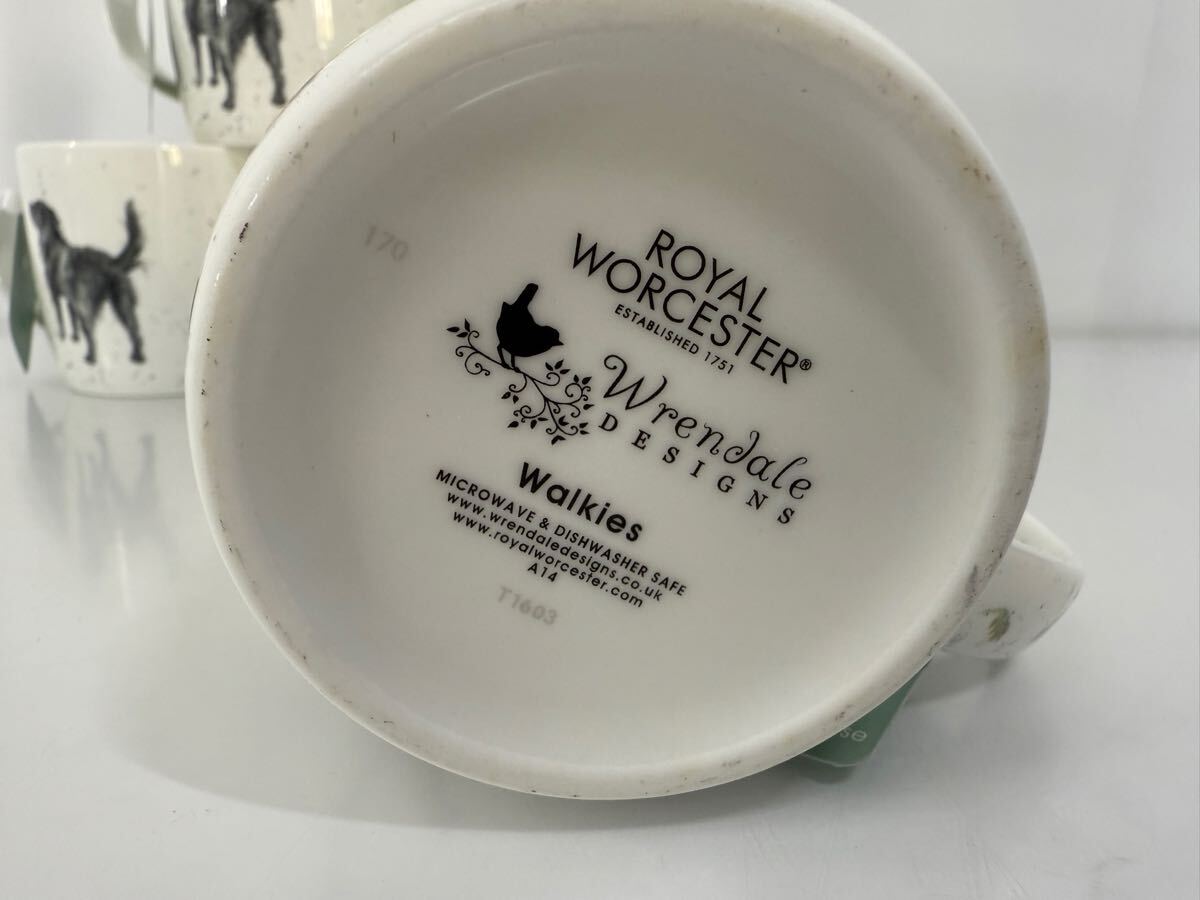 170
ROYAL
WORCESTER®
ESTABLISHED 1751
Wrendale
DESIGNS
Walkies
MICROWAVE & DISHWASHER SAFE
www.wrendaledesigns.co.uk
www.royalworcester.com
A14
T1603